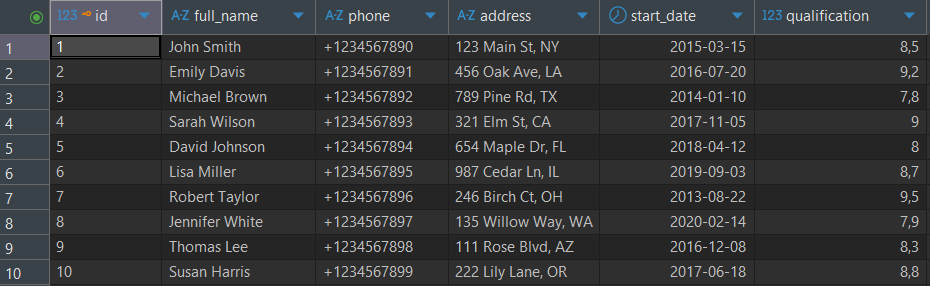 123 id A-Z full_name A-Z phone A-Z address start_date 123 qualification
1 1 John Smith +1234567890 123 Main St, NY 2015-03-15 8,5
2 2 Emily Davis +1234567891 456 Oak Ave, LA 2016-07-20 9,2
3 3 Michael Brown +1234567892 789 Pine Rd, TX 2014-01-10 7,8
4 4 Sarah Wilson +1234567893 321 Elm St, CA 2017-11-05 9
5 5 David Johnson +1234567894 654 Maple Dr, FL 2018-04-12 8
6 6 Lisa Miller +1234567895 987 Cedar Ln, IL 2019-09-03 8,7
7 7 Robert Taylor +1234567896 246 Birch Ct, OH 2013-08-22 9,5
8 8 Jennifer White +1234567897 135 Willow Way, WA 2020-02-14 7,9
9 9 Thomas Lee +1234567898 111 Rose Blvd, AZ 2016-12-08 8,3
10 10 Susan Harris +1234567899 222 Lily Lane, OR 2017-06-18 8,8